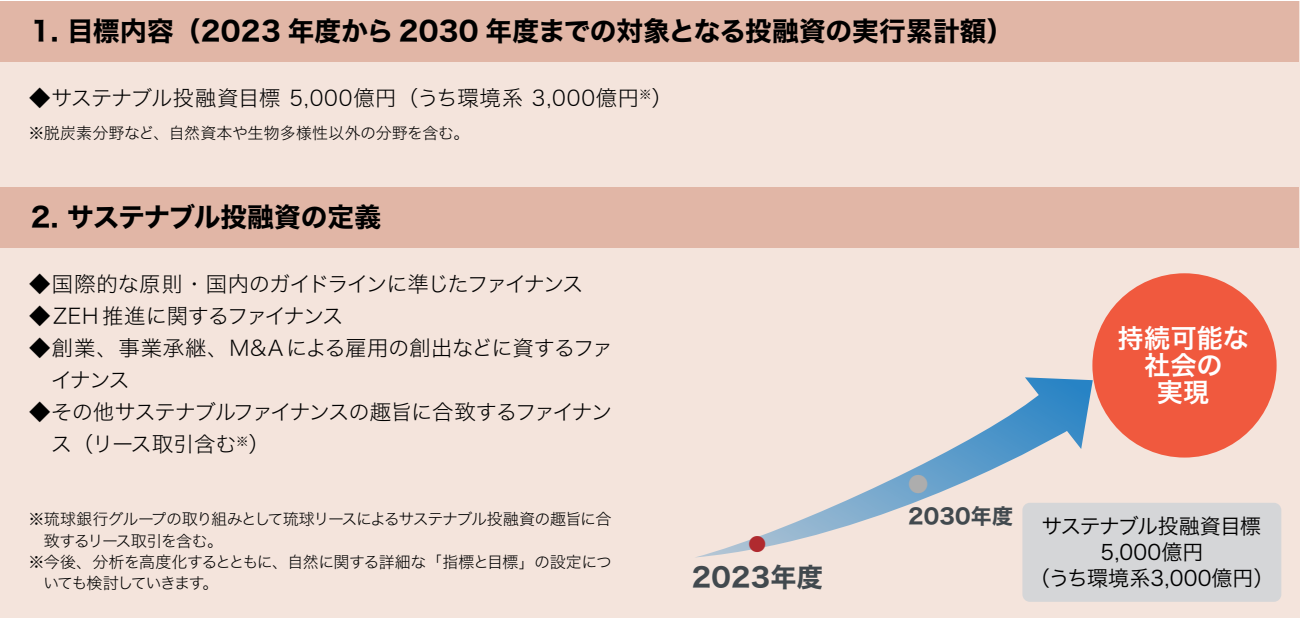 1. 目標内容（2023 年度から 2030 年度までの対象となる投融資の実行累計額）
◆サステナブル投融資目標 5,000億円（うち環境系 3,000億円※）
※脱炭素分野など、自然資本や生物多様性以外の分野を含む。
2. サステナブル投融資の定義
◆国際的な原則・国内のガイドラインに準じたファイナンス
◆ZEH推進に関するファイナンス
◆創業、事業承継、M&Aによる雇用の創出などに資するファ
イナンス
◆その他サステナブルファイナンスの趣旨に合致するファイナン
ス（リース取引含む※）
※琉球銀行グループの取り組みとして琉球リースによるサステナブル投融資の趣旨に合
致するリース取引を含む。
※今後、分析を高度化するとともに、自然に関する詳細な「指標と目標」の設定につ
いても検討していきます。
持続可能な
社会の
実現
2023年度
2030年度
サステナブル投融資目標
5,000億円
（うち環境系3,000億円）